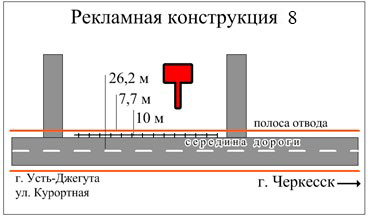 Рекламная конструкция 8
26,2 м
7,7 м
10 м
полоса отвода
середина дороги
г. Усть-Джегута
ул. Курортная
г. Черкесск